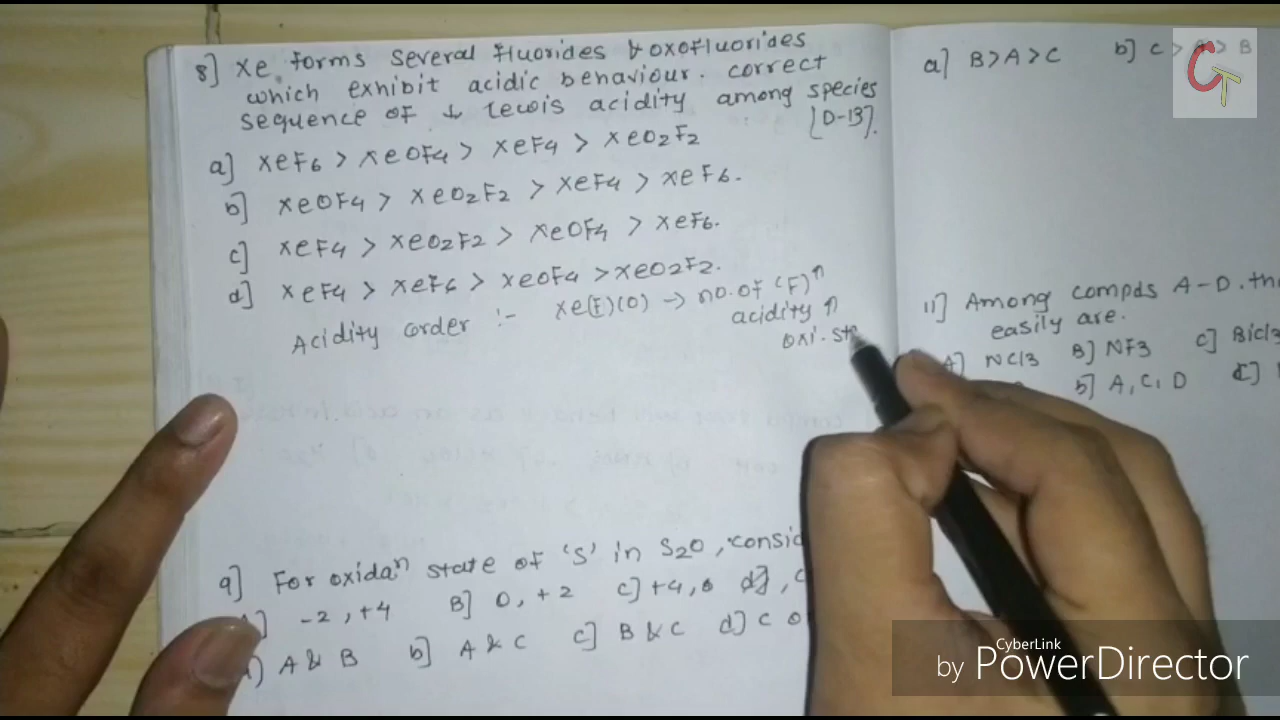 8] Xe forms several fluorides & oxofluorides
which exhibit acidic behaviour. correct
sequence of ↓ lewis acidity among species
[D-13].
a] XeF6 > XeOF4 > XeF4 > XeO2F2
b] XeOF4 > XeO2F2 > XeF4 > XeF6.
c] XeF4 > XeO2F2 > XeOF4 > XeF6.
d] XeF4 > XeF6 > XeOF4 > XeO2F2.
Acidity order :- Xe(F)(O) → no. of (F)↑
acidity ↑
oxi. st
9] For oxidaⁿ state of 'S' in S2O, consid
A] -2, +4 B] 0, +2 C] +4, 0 d], C
a) A & B b] A & C c] B & C d] C
a] B > A > C b] C > A > B
11] Among compds A-D. th
easily are.
A] NCl3 B] NF3 C] BiCl3
b] A, C, D
CT
CyberLink
by PowerDirector